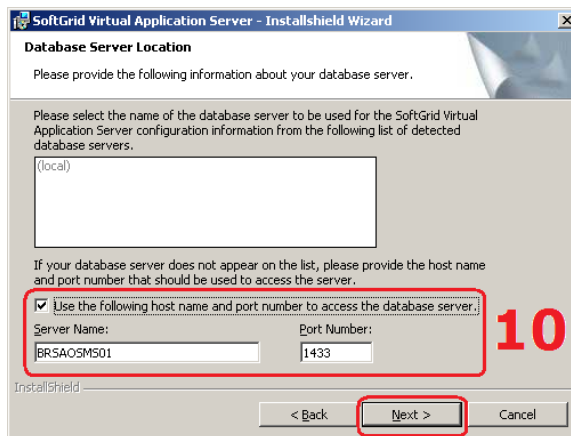 SoftGrid Virtual Application Server - Installshield Wizard
Database Server Location
Please provide the following information about your database server.
Please select the name of the database server to be used for the SoftGrid Virtual
Application Server configuration information from the following list of detected
database servers.
(local)
If your database server does not appear on the list, please provide the host name
and port number that should be used to access the server.
Use the following host name and port number to access the database server.
Server Name: Port Number:
BRSAOSMS01 1433
10
InstallShield
< Back Next > Cancel